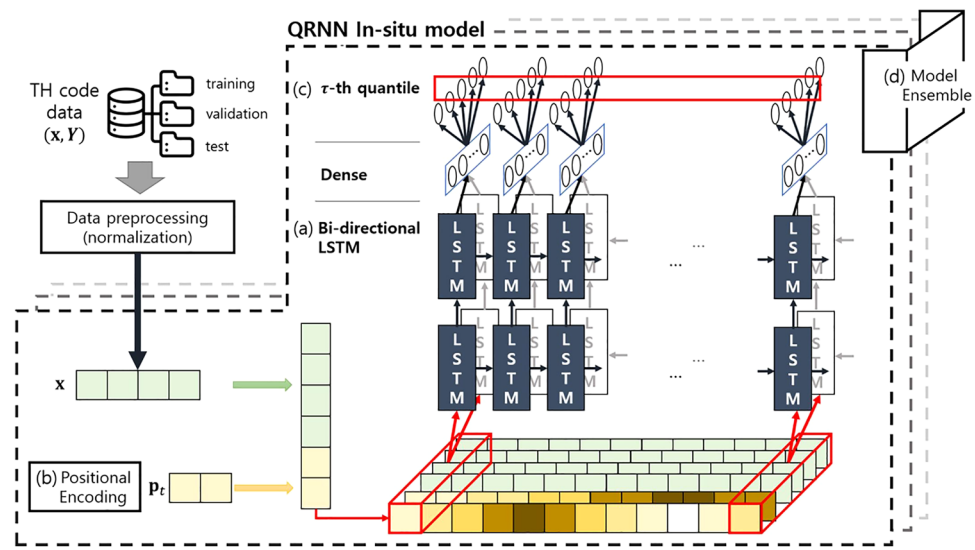 QRNN In-situ model
(d) Model
Ensemble
TH code
data
(x, Y)
training
validation
test
(c) τ-th quantile
Dense
(a) Bi-directional
LSTM
Data preprocessing
(normalization)
L S T M
L S T M
L S T M
L S T M
L S T M
L S T M
L S T M
L S T M
...
...
L S T M
L S T M
L S T M
L S T M
L S T M
L S T M
L S T M
L S T M
...
...
x
(b) Positional
Encoding
pt